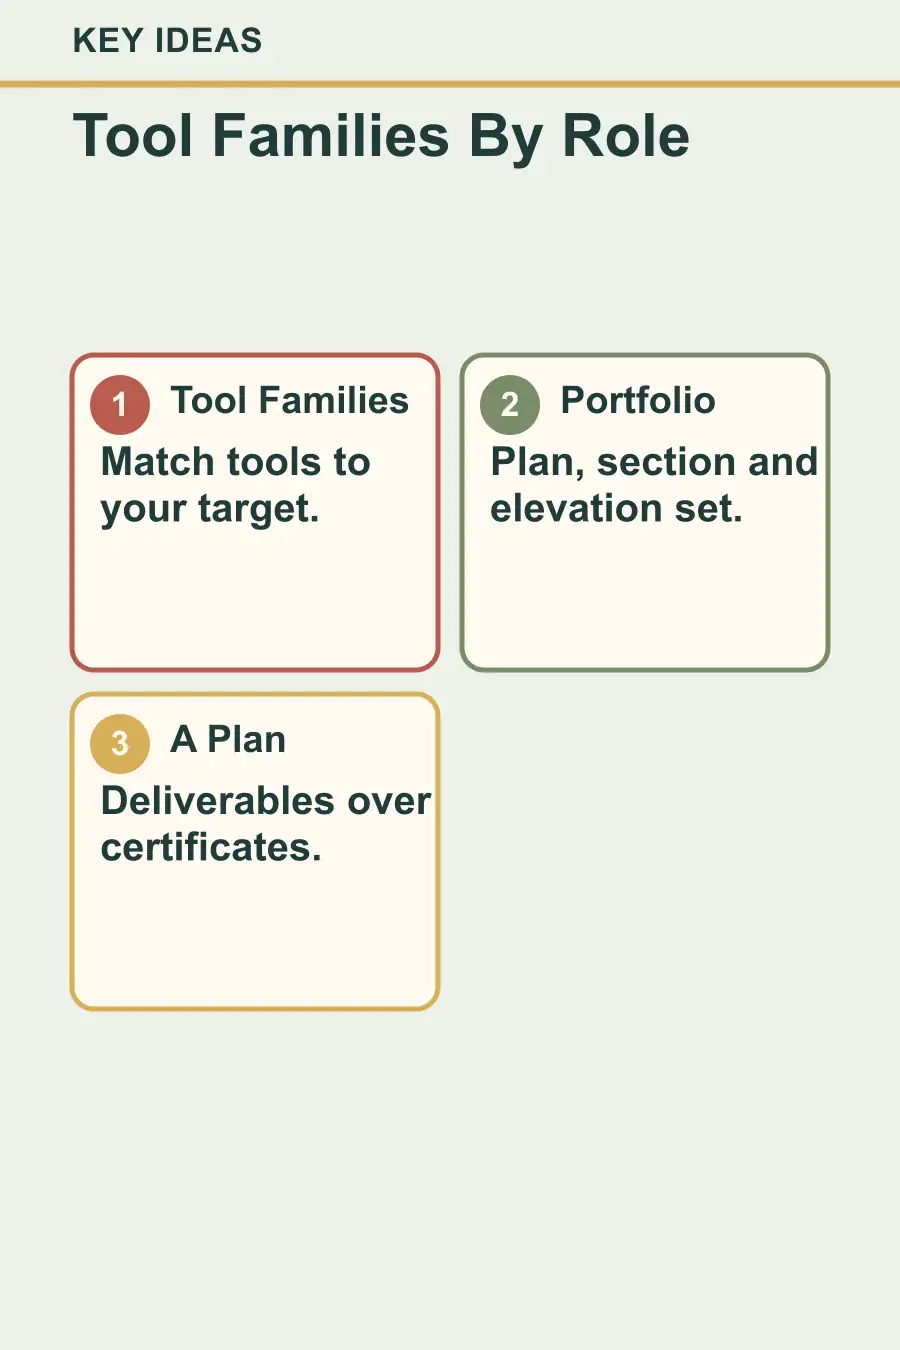 KEY IDEAS
Tool Families By Role
1 Tool Families
Match tools to
your target.
2 Portfolio
Plan, section and
elevation set.
3 A Plan
Deliverables over
certificates.